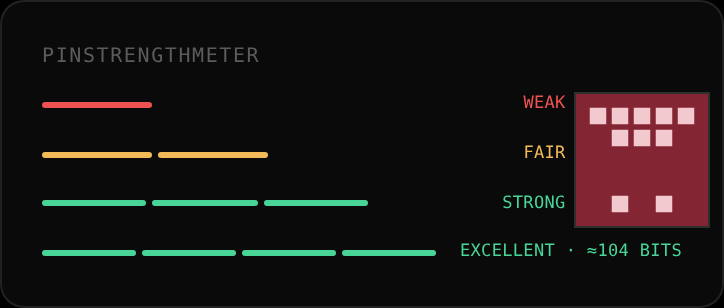 PINSTRENGTHMETER
WEAK
FAIR
STRONG
EXCELLENT · ≈104 BITS